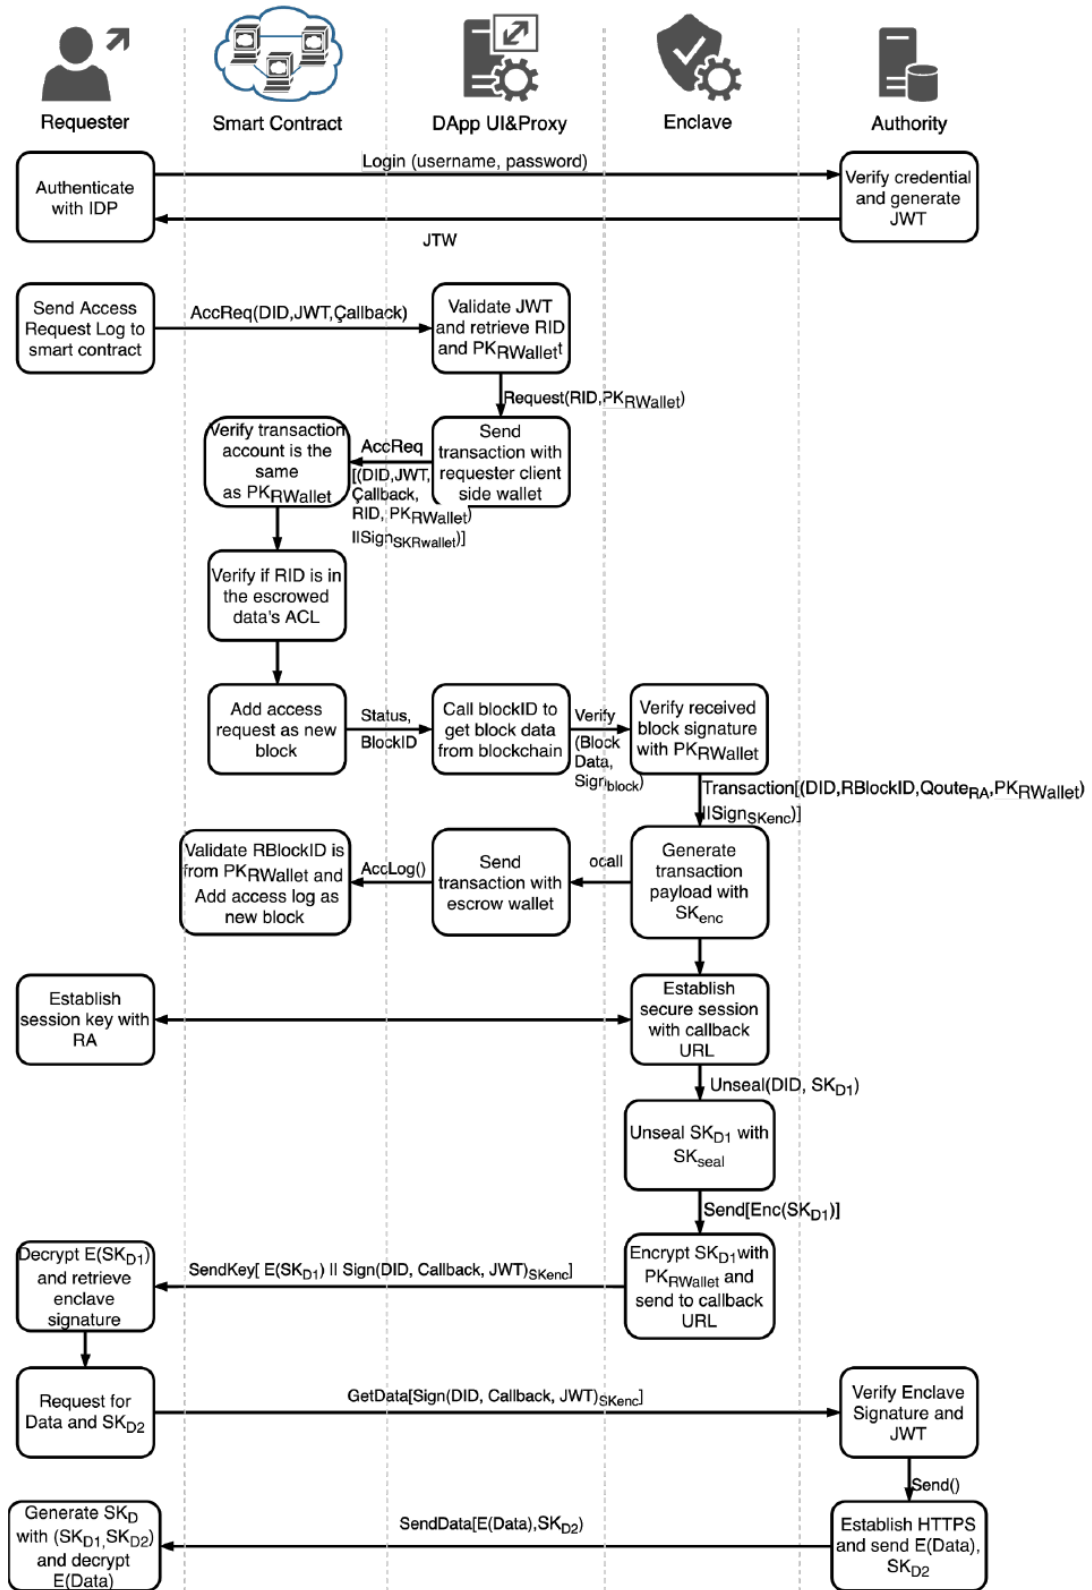 Requester
Smart Contract
DApp UI&Proxy
Enclave
Authority
Authenticate
with IDP
Login (username, password)
Verify credential
and generate
JWT
JTW
Send Access
Request Log to
smart contract
AccReq(DID,JWT,Çallback)
Validate JWT
and retrieve RID
and PKRWallett
Request(RID,PKRWallet)
Verify transaction
account is the
same
as PKRWallet
AccReq
[(DID,JWT,
Çallback,
RID, PKRWallet)
IISignSKRwallet)]
Send
transaction with
requester client
side wallet
Verify if RID is in
the escrowed
data's ACL
Add access
request as new
block
Status,
BlockID
Call blockID to
get block data
from blockchain
Verify
(Block
Data,
Signblock)
Verify received
block signature
with PKRWallet
Transaction[(DID,RBlockID,QouteRA,PKRWallet)
IISignSKenc)]
Validate RBlockID is
from PKRWallet and
Add access log as
new block
AccLog()
Send
transaction with
escrow wallet
ocall
Generate
transaction
payload with
SKenc
Establish
session key with
RA
Establish
secure session
with callback
URL
Unseal(DID, SKD1)
Unseal SKD1 with
SKseal
Send[Enc(SKD1)]
Decrypt E(SKD1)
and retrieve
enclave
signature
SendKey[ E(SKD1) II Sign(DID, Callback, JWT)SKenc]
Encrypt SKD1with
PKRWallet and
send to callback
URL
Request for
Data and SKD2
GetData[Sign(DID, Callback, JWT)SKenc]
Verify Enclave
Signature and
JWT
Send()
Generate SKD
with (SKD1,SKD2)
and decrypt
E(Data)
SendData[E(Data),SKD2)
Establish HTTPS
and send E(Data),
SKD2